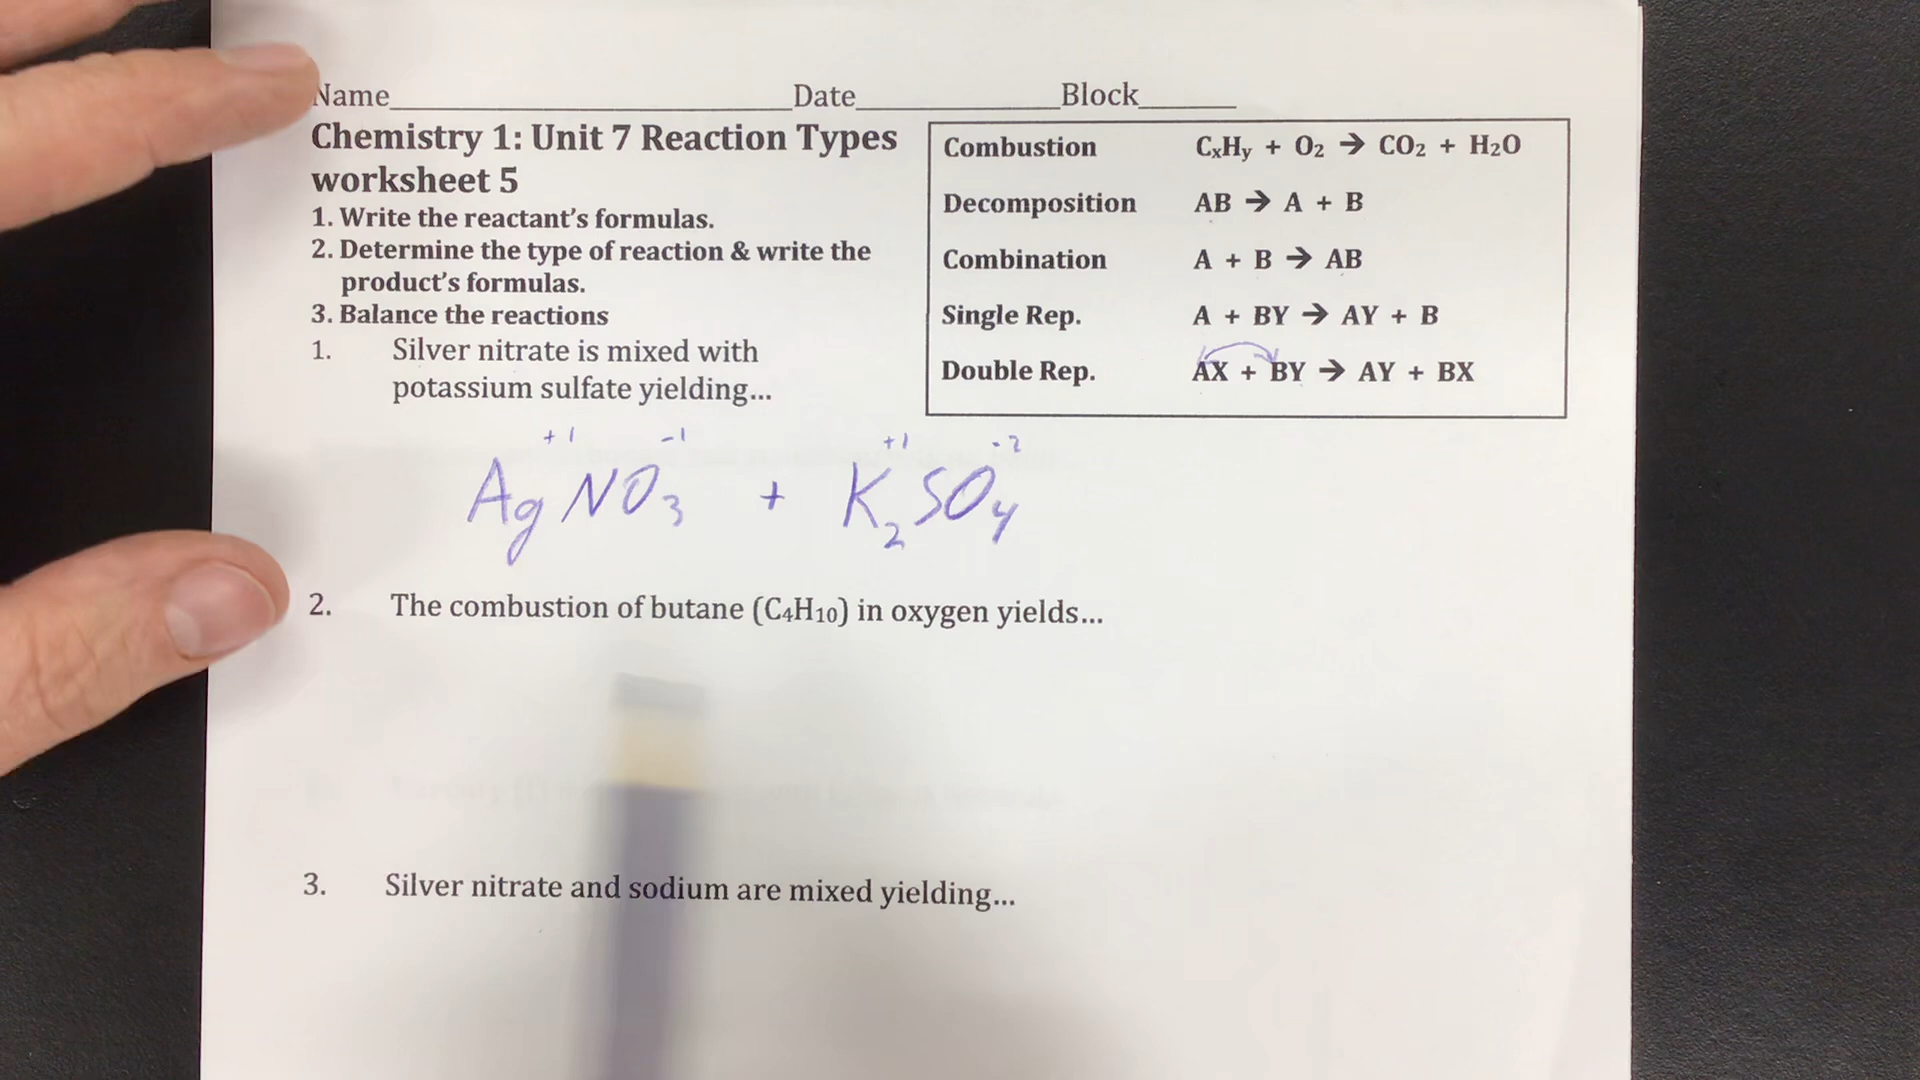 Name____________ Date____________ Block______
Chemistry 1: Unit 7 Reaction Types
worksheet 5
1. Write the reactant's formulas.
2. Determine the type of reaction & write the
product's formulas.
3. Balance the reactions
Combustion CxHy + O2 → CO2 + H2O
Decomposition AB → A + B
Combination A + B → AB
Single Rep. A + BY → AY + B
Double Rep. AX + BY → AY + BX
1. Silver nitrate is mixed with
potassium sulfate yielding...
+1 -1 +1 -2
AgNO3 + K2SO4
2. The combustion of butane (C4H10) in oxygen yields...
3. Silver nitrate and sodium are mixed yielding...